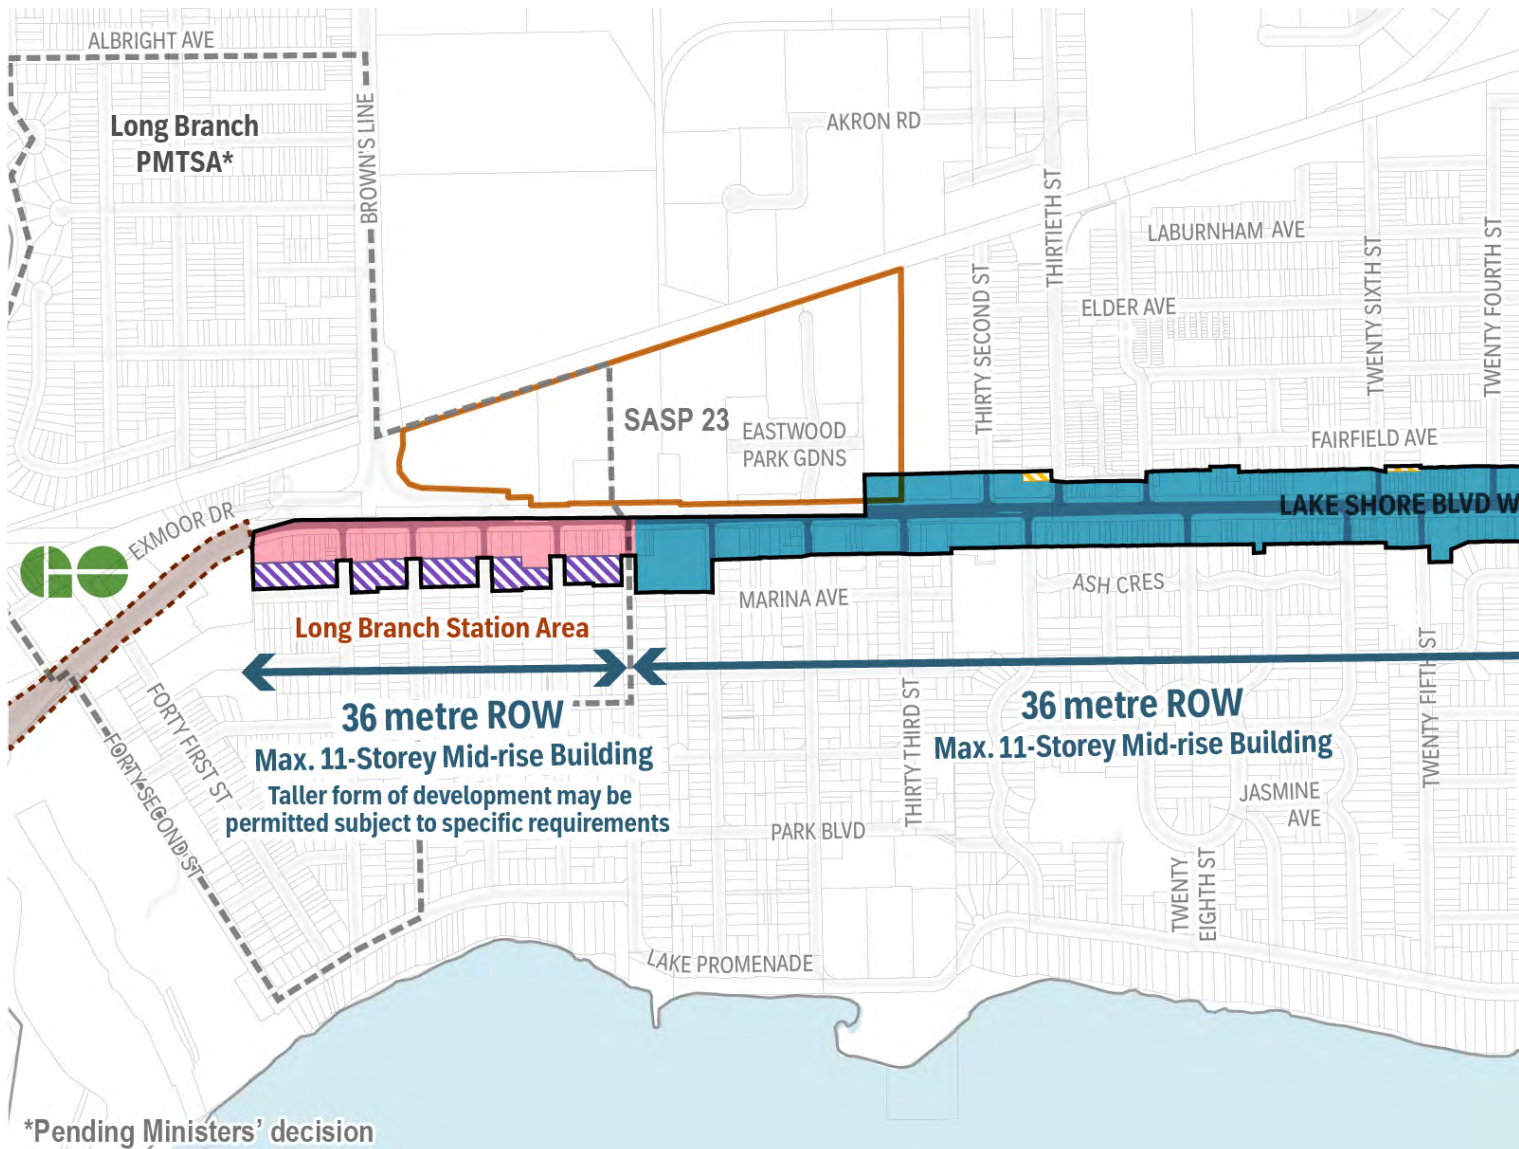 ALBRIGHT AVE
Long Branch
PMTSA*
BROWN'S LINE
AKRON RD
THIRTIETH ST
LABURNHAM AVE
TWENTY SIXTH ST
TWENTY FOURTH ST
THIRTY SECOND ST
ELDER AVE
SASP 23
EASTWOOD
PARK GDNS
FAIRFIELD AVE
LAKE SHORE BLVD W
EXMOOR DR
GO
MARINA AVE
ASH CRES
Long Branch Station Area
36 metre ROW
Max. 11-Storey Mid-rise Building
Taller form of development may be
permitted subject to specific requirements
36 metre ROW
Max. 11-Storey Mid-rise Building
FORTY FIRST ST
FORTY SECOND ST
THIRTY THIRD ST
TWENTY FIFTH ST
JASMINE
AVE
PARK BLVD
TWENTY
EIGHTH ST
LAKE PROMENADE
*Pending Ministers' decision